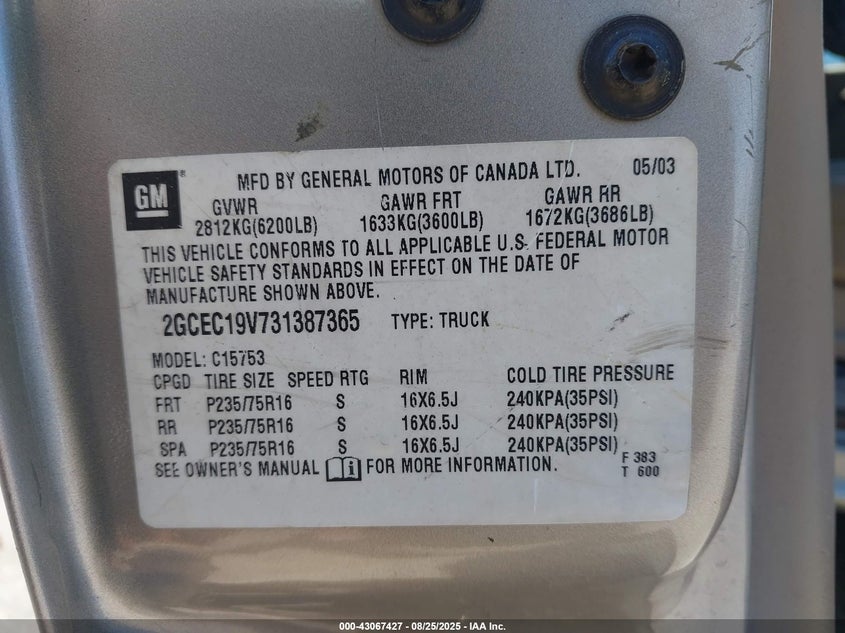 GM
MFD BY GENERAL MOTORS OF CANADA LTD. 05/03
GVWR GAWR FRT GAWR RR
2812KG(6200LB) 1633KG(3600LB) 1672KG(3686LB)
THIS VEHICLE CONFORMS TO ALL APPLICABLE U.S. FEDERAL MOTOR
VEHICLE SAFETY STANDARDS IN EFFECT ON THE DATE OF
MANUFACTURE SHOWN ABOVE.
2GCEC19V731387365 TYPE: TRUCK
MODEL: C15753
CPGD TIRE SIZE SPEED RTG RIM COLD TIRE PRESSURE
FRT P235/75R16 S 16X6.5J 240KPA(35PSI)
RR P235/75R16 S 16X6.5J 240KPA(35PSI)
SPA P235/75R16 S 16X6.5J 240KPA(35PSI)
SEE OWNER'S MANUAL i FOR MORE INFORMATION.
F 383
T 600
000-43067427 - 08/25/2025 - IAA Inc.